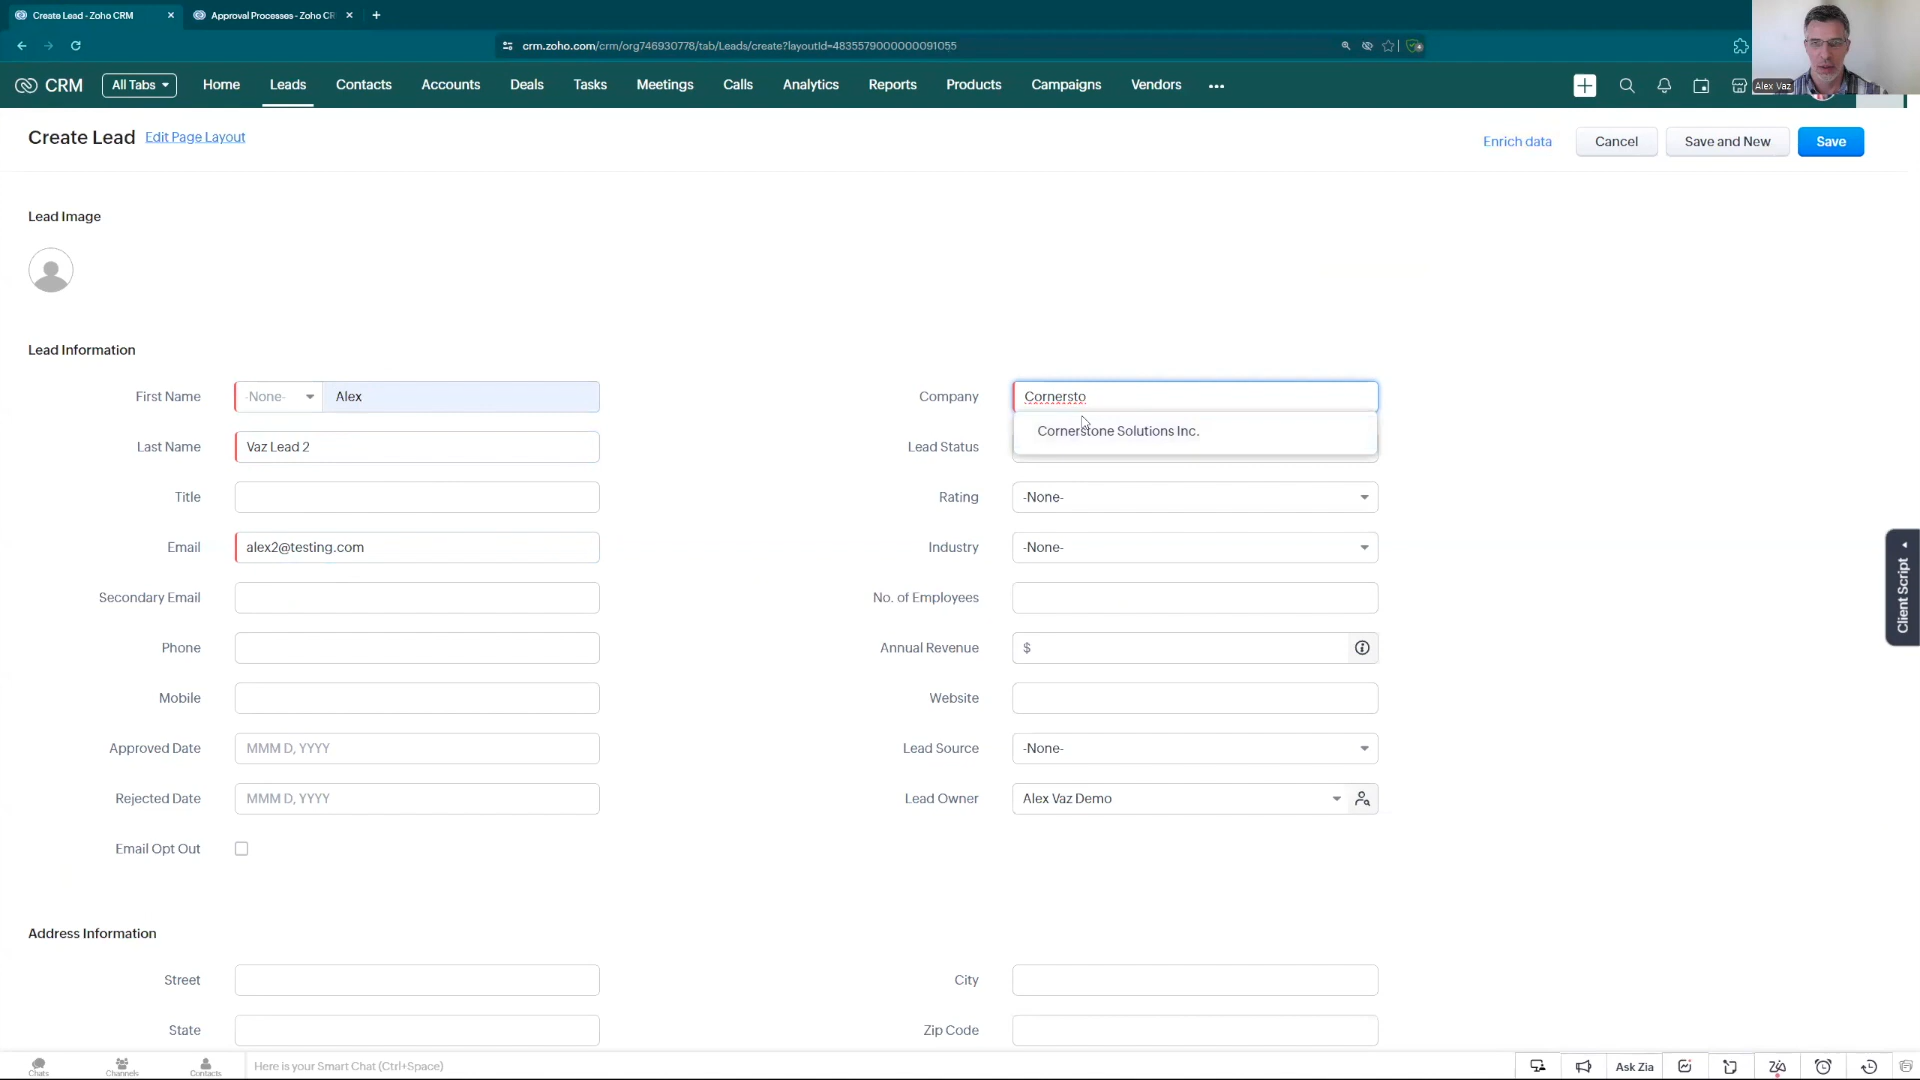 Create Lead - Zoho CRM
Approval Processes - Zoho CR
crm.zoho.com/crm/org746930778/tab/Leads/create?layoutId=4835579000000091055
CRM
All Tabs
Home
Leads
Contacts
Accounts
Deals
Tasks
Meetings
Calls
Analytics
Reports
Products
Campaigns
Vendors
Alex Vaz
Create Lead
Edit Page Layout
Enrich data
Cancel
Save and New
Save
Lead Image
Lead Information
First Name
-None-
Alex
Company
Cornersto
Cornerstone Solutions Inc.
Last Name
Vaz Lead 2
Lead Status
Title
Rating
-None-
Email
alex2@testing.com
Industry
-None-
Secondary Email
No. of Employees
Phone
Annual Revenue
$
Mobile
Website
Approved Date
MMM D, YYYY
Lead Source
-None-
Rejected Date
MMM D, YYYY
Lead Owner
Alex Vaz Demo
Email Opt Out
Client Script
Address Information
Street
City
State
Zip Code
Chats
Channels
Contacts
Here is your Smart Chat (Ctrl+Space)
Ask Zia